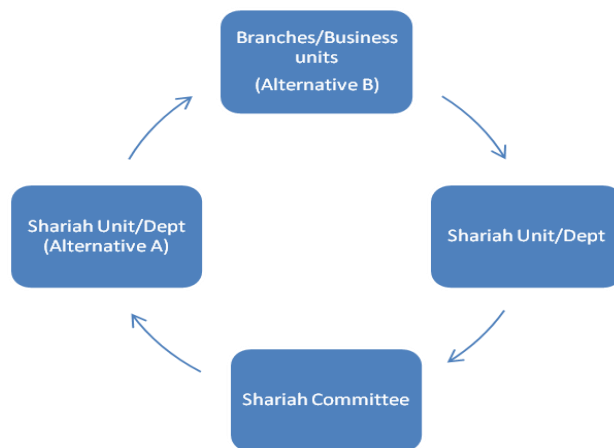 Branches/Business
units
(Alternative B)
Shariah Unit/Dept
Shariah Committee
Shariah Unit/Dept
(Alternative A)